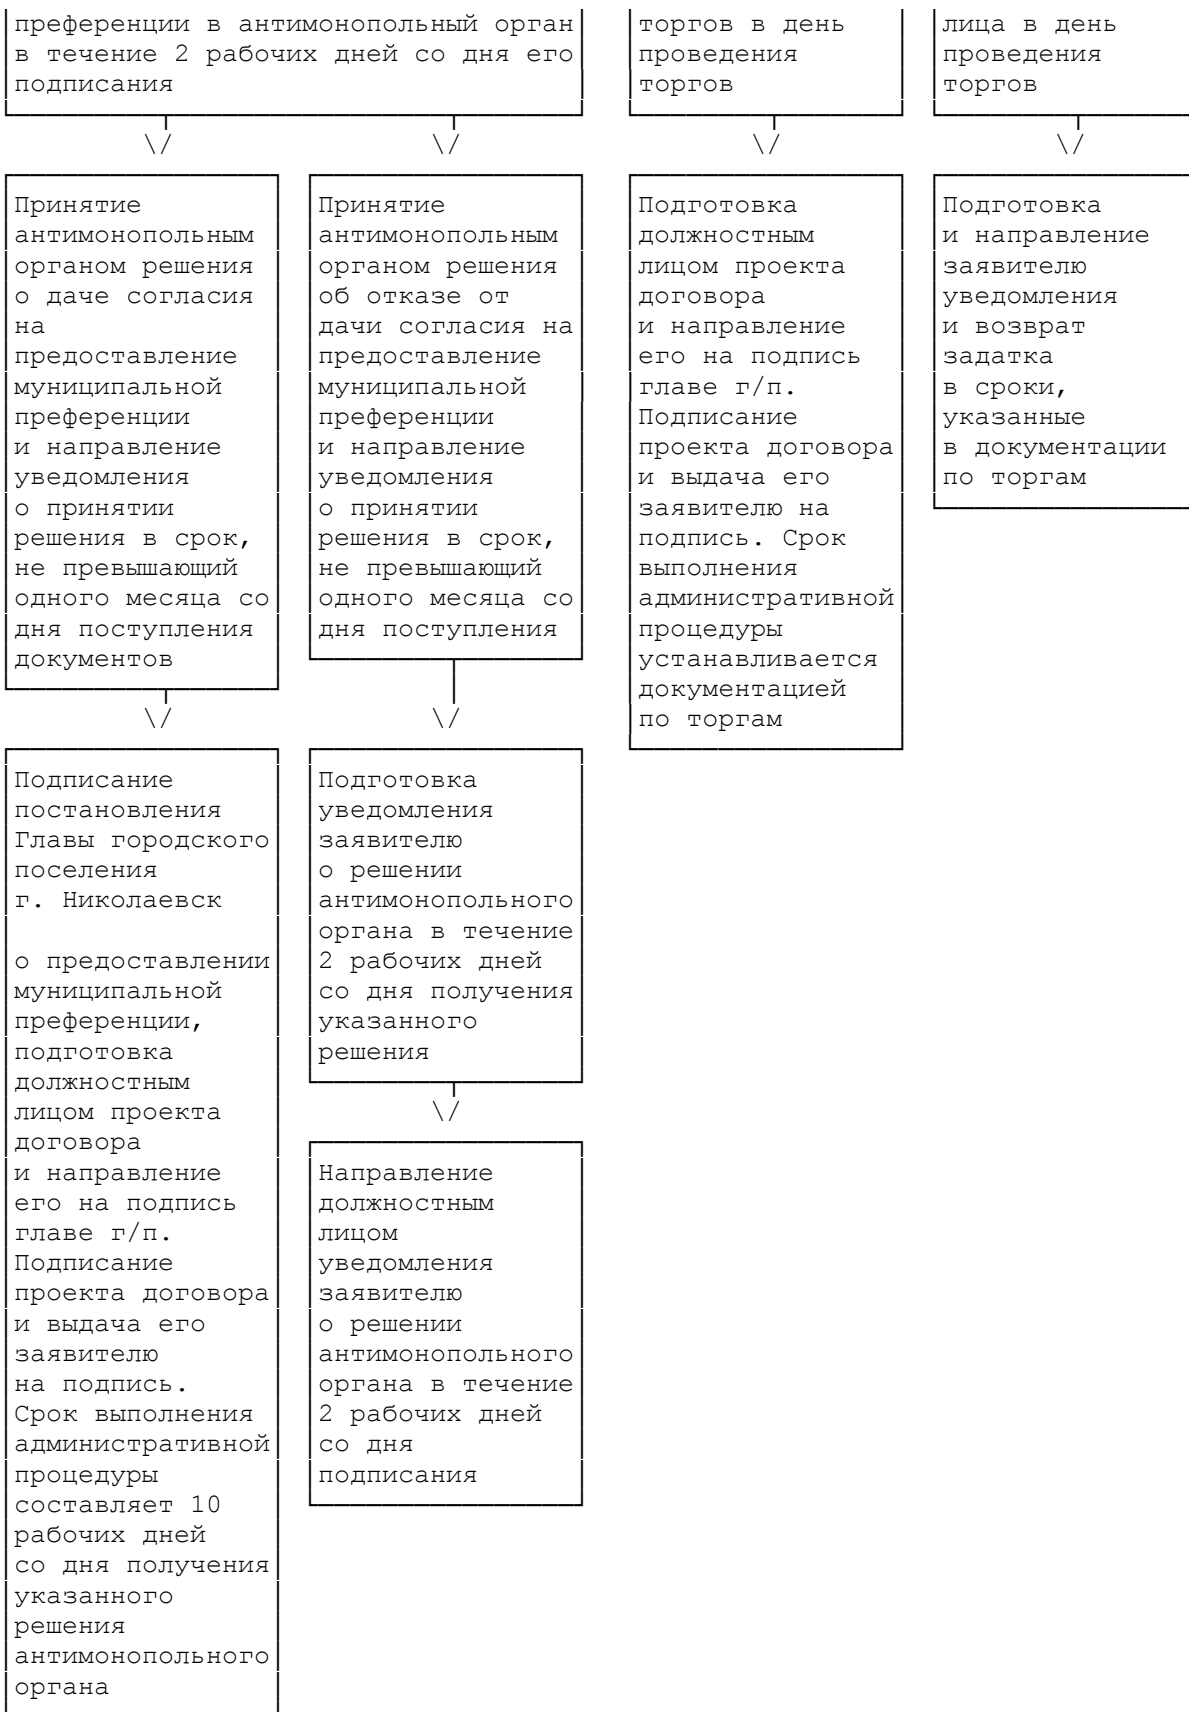 преференции в антимонопольный орган
в течение 2 рабочих дней со дня его
подписания
торгов в день
проведения
торгов
лица в день
проведения
торгов
\/
\/
\/
\/
Принятие
антимонопольным
органом решения
о даче согласия
на
предоставление
муниципальной
преференции
и направление
уведомления
о принятии
решения в срок,
не превышающий
одного месяца со
дня поступления
документов
Принятие
антимонопольным
органом решения
об отказе от
дачи согласия на
предоставление
муниципальной
преференции
и направление
уведомления
о принятии
решения в срок,
не превышающий
одного месяца со
дня поступления
Подготовка
должностным
лицом проекта
договора
и направление
его на подпись
главе г/п.
Подписание
проекта договора
и выдача его
заявителю на
подпись. Срок
выполнения
административной
процедуры
устанавливается
документацией
по торгам
Подготовка
и направление
заявителю
уведомления
и возврат
задатка
в сроки,
указанные
в документации
по торгам
\/
\/
Подписание
постановления
Главы городского
поселения
г. Николаевск
о предоставлении
муниципальной
преференции,
подготовка
должностным
лицом проекта
договора
и направление
его на подпись
главе г/п.
Подписание
проекта договора
и выдача его
заявителю
на подпись.
Срок выполнения
административной
процедуры
составляет 10
рабочих дней
со дня получения
указанного
решения
антимонопольного
органа
Подготовка
уведомления
заявителю
о решении
антимонопольного
органа в течение
2 рабочих дней
со дня получения
указанного
решения
\/
Направление
должностным
лицом
уведомления
заявителю
о решении
антимонопольного
органа в течение
2 рабочих дней
со дня
подписания